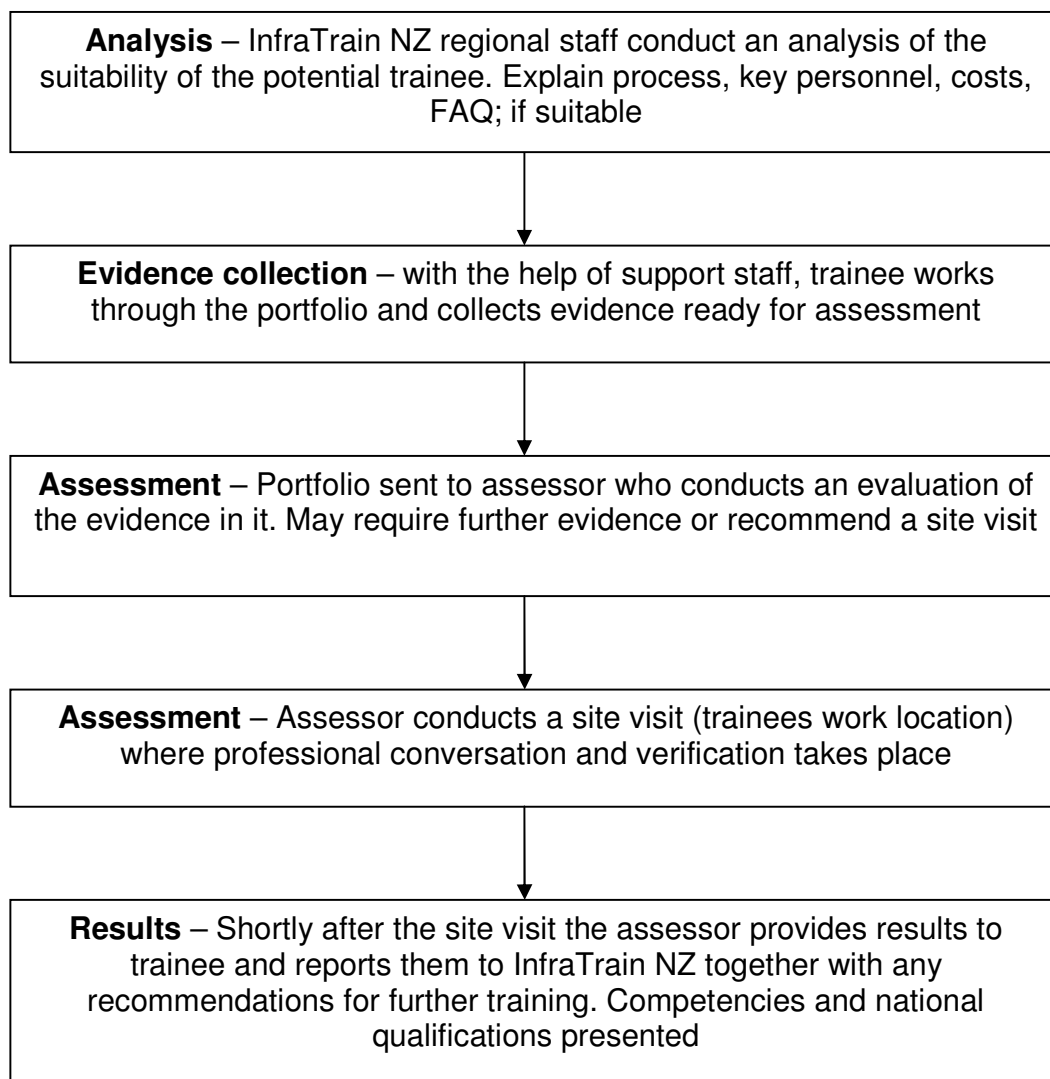 Analysis – InfraTrain NZ regional staff conduct an analysis of the
suitability of the potential trainee. Explain process, key personnel, costs,
FAQ; if suitable
Evidence collection – with the help of support staff, trainee works
through the portfolio and collects evidence ready for assessment
Assessment – Portfolio sent to assessor who conducts an evaluation of
the evidence in it. May require further evidence or recommend a site visit
Assessment – Assessor conducts a site visit (trainees work location)
where professional conversation and verification takes place
Results – Shortly after the site visit the assessor provides results to
trainee and reports them to InfraTrain NZ together with any
recommendations for further training. Competencies and national
qualifications presented